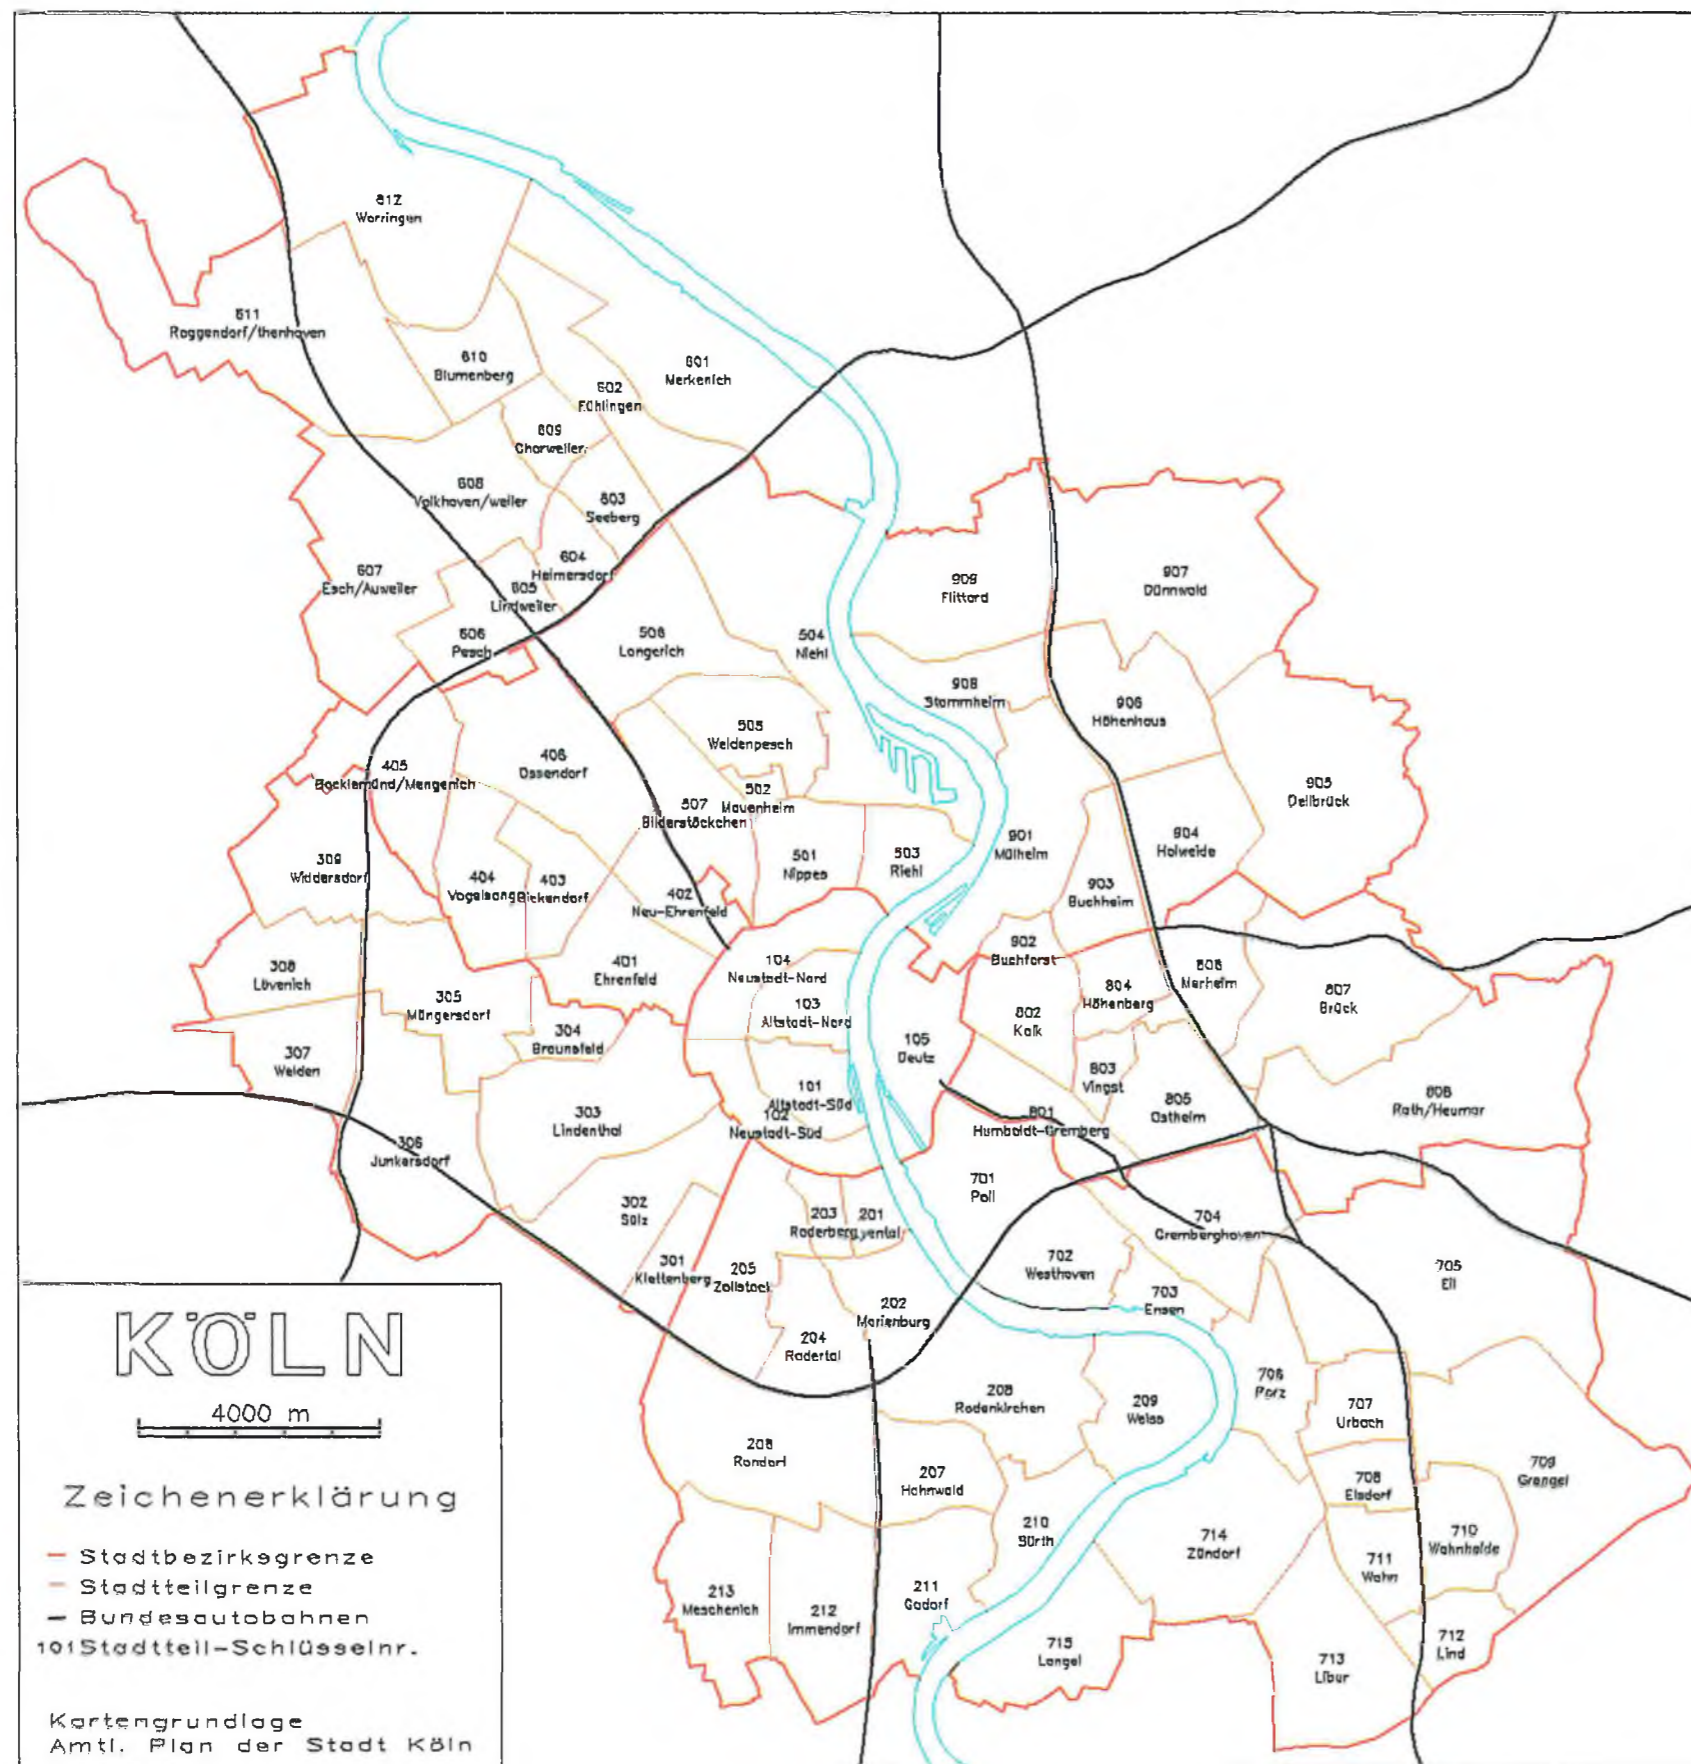 612
Worringen
611
Roggendorf/thenhoven
610
Blumenberg
601
Merkenich
602
Fühlingen
609
Chorweiler
608
Volkhoven/weiler
603
Seeberg
604
Heimersdorf
607
Esch/Auweiler
605
Lindweiler
606
Pesch
506
Longerich
504
Niehl
909
Flittard
907
Dünnwald
908
Stammheim
906
Höhenhaus
505
Weidenpesch
406
Ossendorf
405
Bocklemünd/Mengenich
502
Mauenheim
507
Bilderstöckchen
905
Dellbrück
901
Mülheim
904
Holweide
501
Nippes
503
Riehl
309
Widdersdorf
404
Vogelsang
403
Bickendorf
402
Neu-Ehrenfeld
903
Buchheim
902
Buchforst
308
Lövenich
401
Ehrenfeld
104
Neustadt-Nord
305
Müngersdorf
103
Altstadt-Nord
804
Höhenberg
806
Merheim
807
Brück
802
Kalk
304
Braunsfeld
105
Deutz
307
Weiden
803
Vingst
101
Altstadt-Süd
102
Neustadt-Süd
303
Lindenthal
805
Ostheim
808
Rath/Heumar
801
Humboldt-Gremberg
306
Junkersdorf
701
Poll
302
Sülz
203
Raderberg
201
yental
704
Gremberghoven
301
Klettenberg
205
Zollstock
702
Westhoven
703
Ensen
705
Eil
202
Marienburg
204
Radertal
208
Rodenkirchen
209
Weiss
706
Porz
707
Urbach
206
Rondorf
207
Hahnwald
708
Elsdorf
709
Grengel
210
Sürth
714
Zündorf
710
Wahnheide
711
Wahn
213
Meschenich
212
Immendorf
211
Godorf
715
Langel
712
Lind
713
Libur
KÖLN
4000 m
Zeichenerklärung
Stadtbezirksgrenze
Stadtteilgrenze
Bundesautobahnen
101 Stadtteil-Schlüsselnr.
Kartengrundlage
Amtl. Plan der Stadt Köln